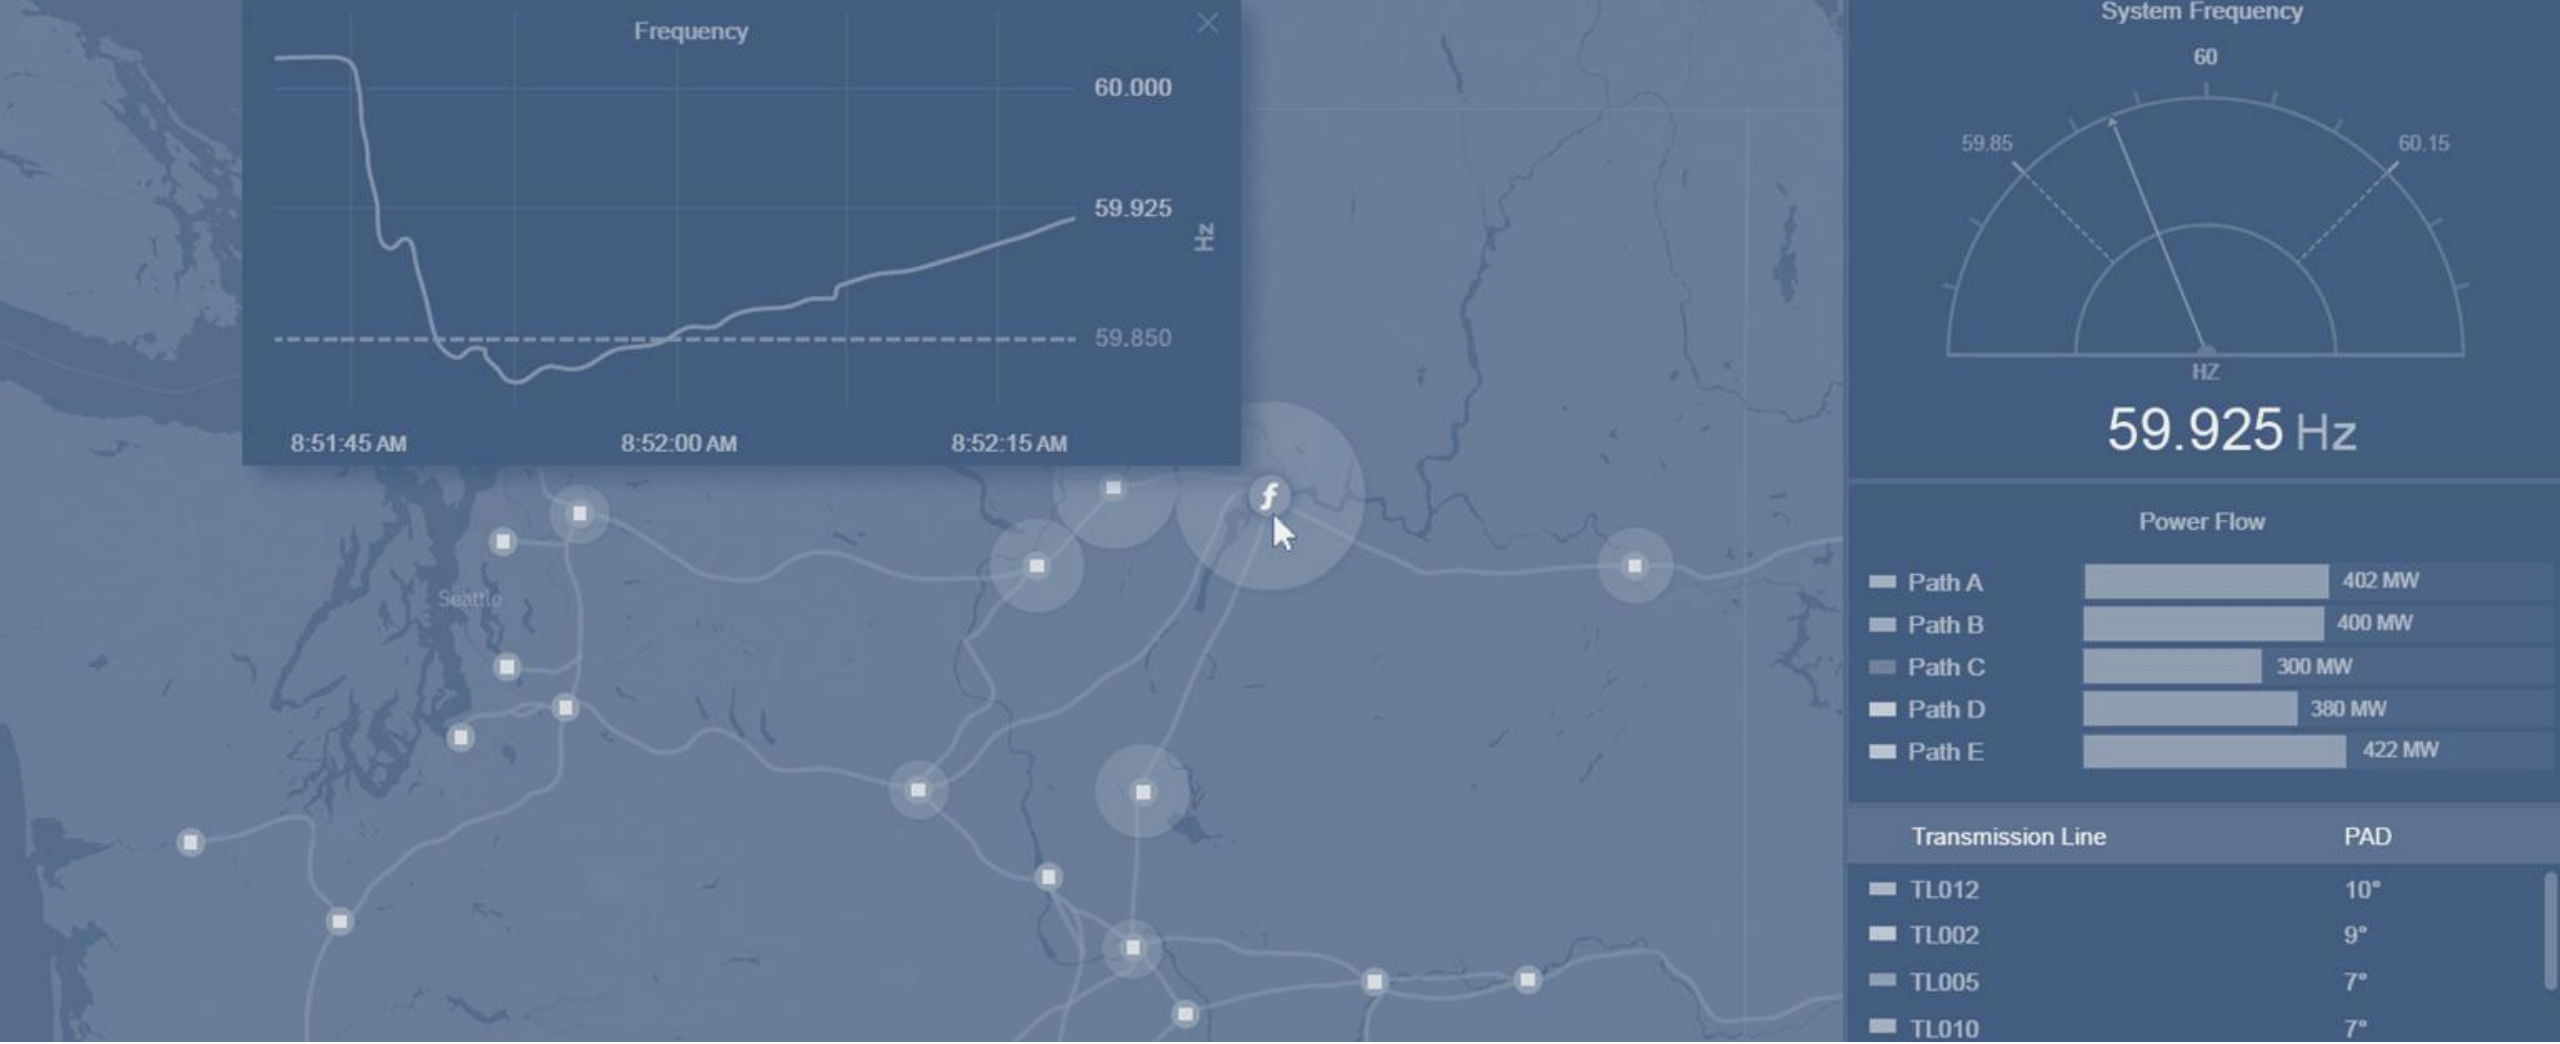 Frequency
60.000
59.925
59.850
Hz
8:51:45 AM
8:52:00 AM
8:52:15 AM
Seattle
f
System Frequency
60
59.85
60.15
HZ
59.925 Hz
Power Flow
Path A 402 MW
Path B 400 MW
Path C 300 MW
Path D 380 MW
Path E 422 MW
Transmission Line PAD
TL012 10°
TL002 9°
TL005 7°
TL010 7°